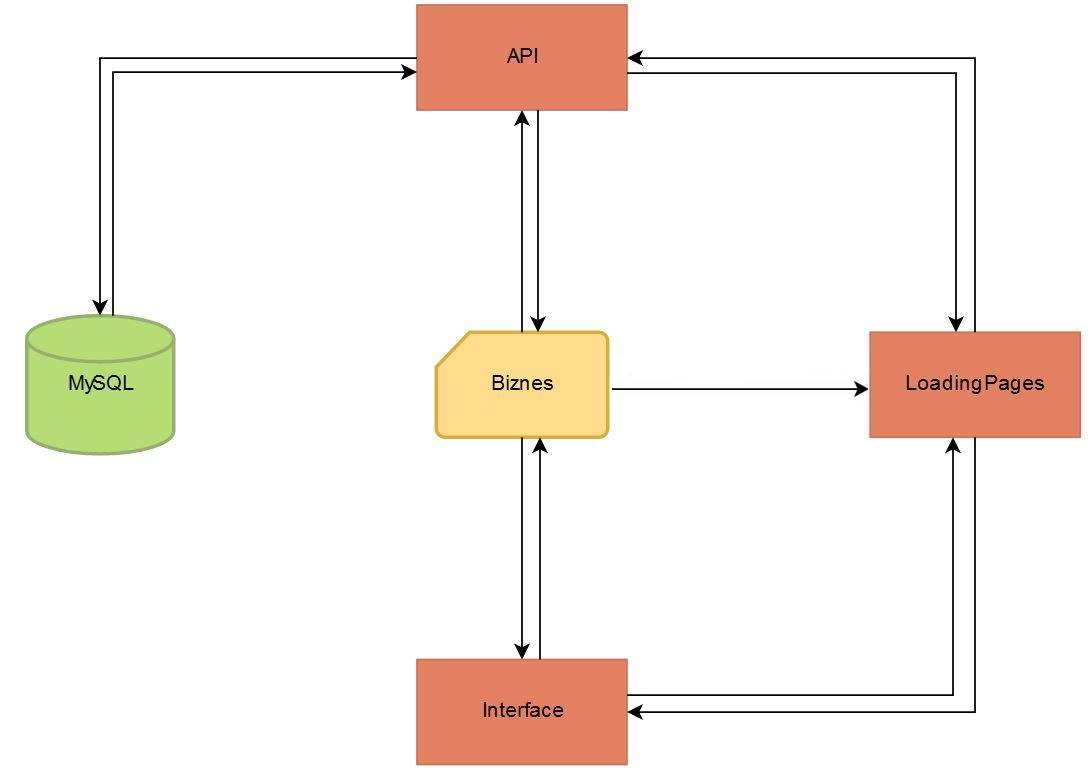 API
MySQL
Biznes
LoadingPages
Interface